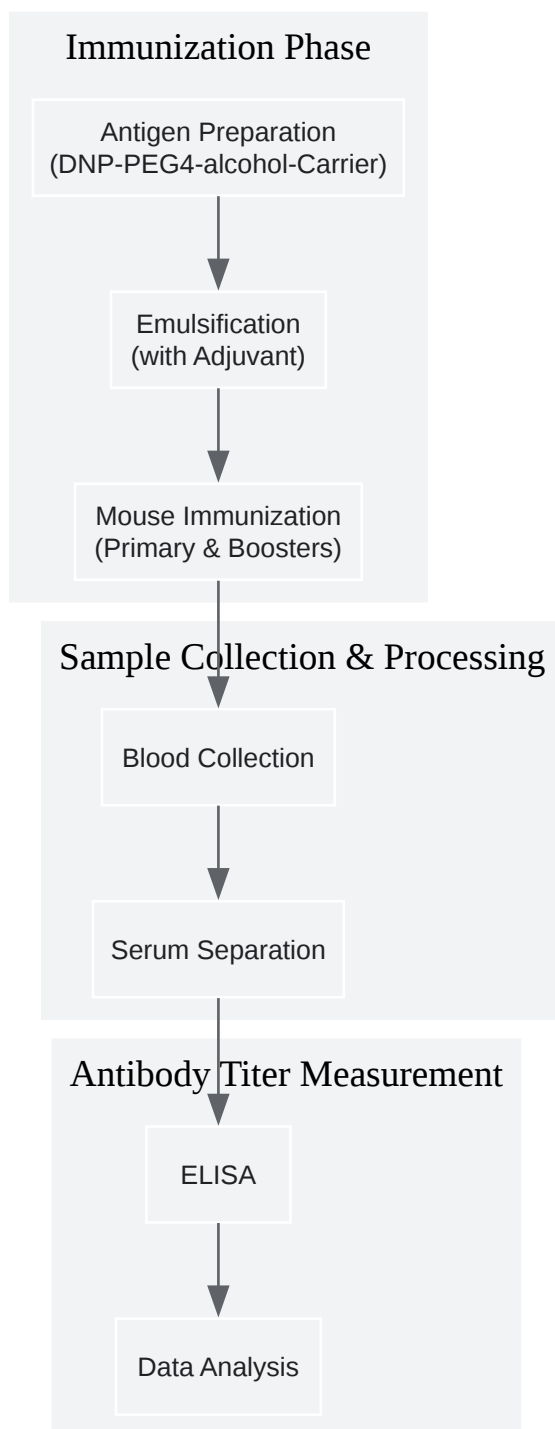 Immunization Phase
Antigen Preparation
(DNP-PEG4-alcohol-Carrier)
Emulsification
(with Adjuvant)
Mouse Immunization
(Primary & Boosters)
Sample Collection & Processing
Blood Collection
Serum Separation
Antibody Titer Measurement
ELISA
Data Analysis